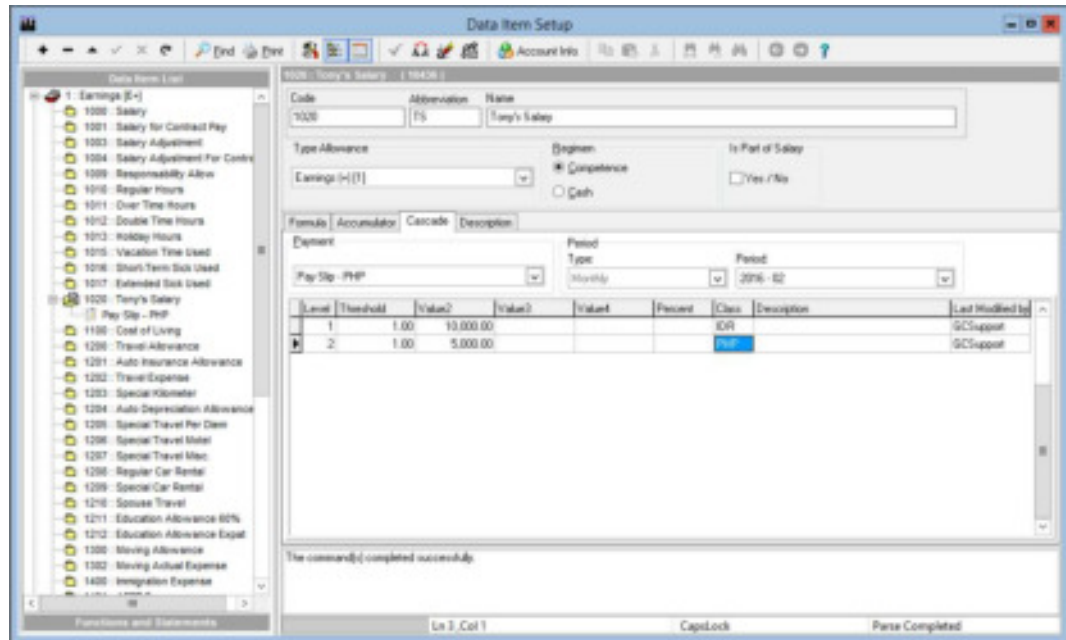 Data Item Setup
Find Print Account Info
Data Item List
1 : Earnings [E+]
1000 : Salary
1001 : Salary for Contract Pay
1003 : Salary Adjustment
1004 : Salary Adjustment For Contra
1009 : Responsability Allow
1010 : Regular Hours
1011 : Over Time Hours
1012 : Double Time Hours
1013 : Holiday Hours
1015 : Vacation Time Used
1016 : Short-Term Sick Used
1017 : Extended Sick Used
1020 : Tony's Salary
Pay Slip - PHP
1100 : Cost of Living
1200 : Travel Allowance
1201 : Auto Insurance Allowance
1202 : Travel Expense
1203 : Special Kilometer
1204 : Auto Depreciation Allowance
1205 : Special Travel Per Diem
1206 : Special Travel Motel
1207 : Special Travel Misc
1208 : Regular Car Rental
1209 : Special Car Rental
1210 : Spouse Travel
1211 : Education Allowance 60%
1212 : Education Allowance Expat
1300 : Moving Allowance
1302 : Moving Actual Expense
1400 : Immigration Expense
Functions and Statements
1020 : Tony's Salary ( 10436 )
Code Abbreviation Name
1020 TS Tony's Salary
Type Allowance Regimen Is Part of Salary
Earnings (+) [1] Competence Yes / No
Cash
Formula Accumulator Cascade Description
Payment Period
Type: Period:
Pay Slip - PHP Monthly 2016 - 02
Level Threshold Value2 Value3 Value4 Percent Class Description Last Modified by
1 1.00 10,000.00 IDR GCSupport
2 1.00 5,000.00 PHP GCSupport
The command(s) completed successfully.
Ln 3 ,Col 1 CapsLock Parse Completed